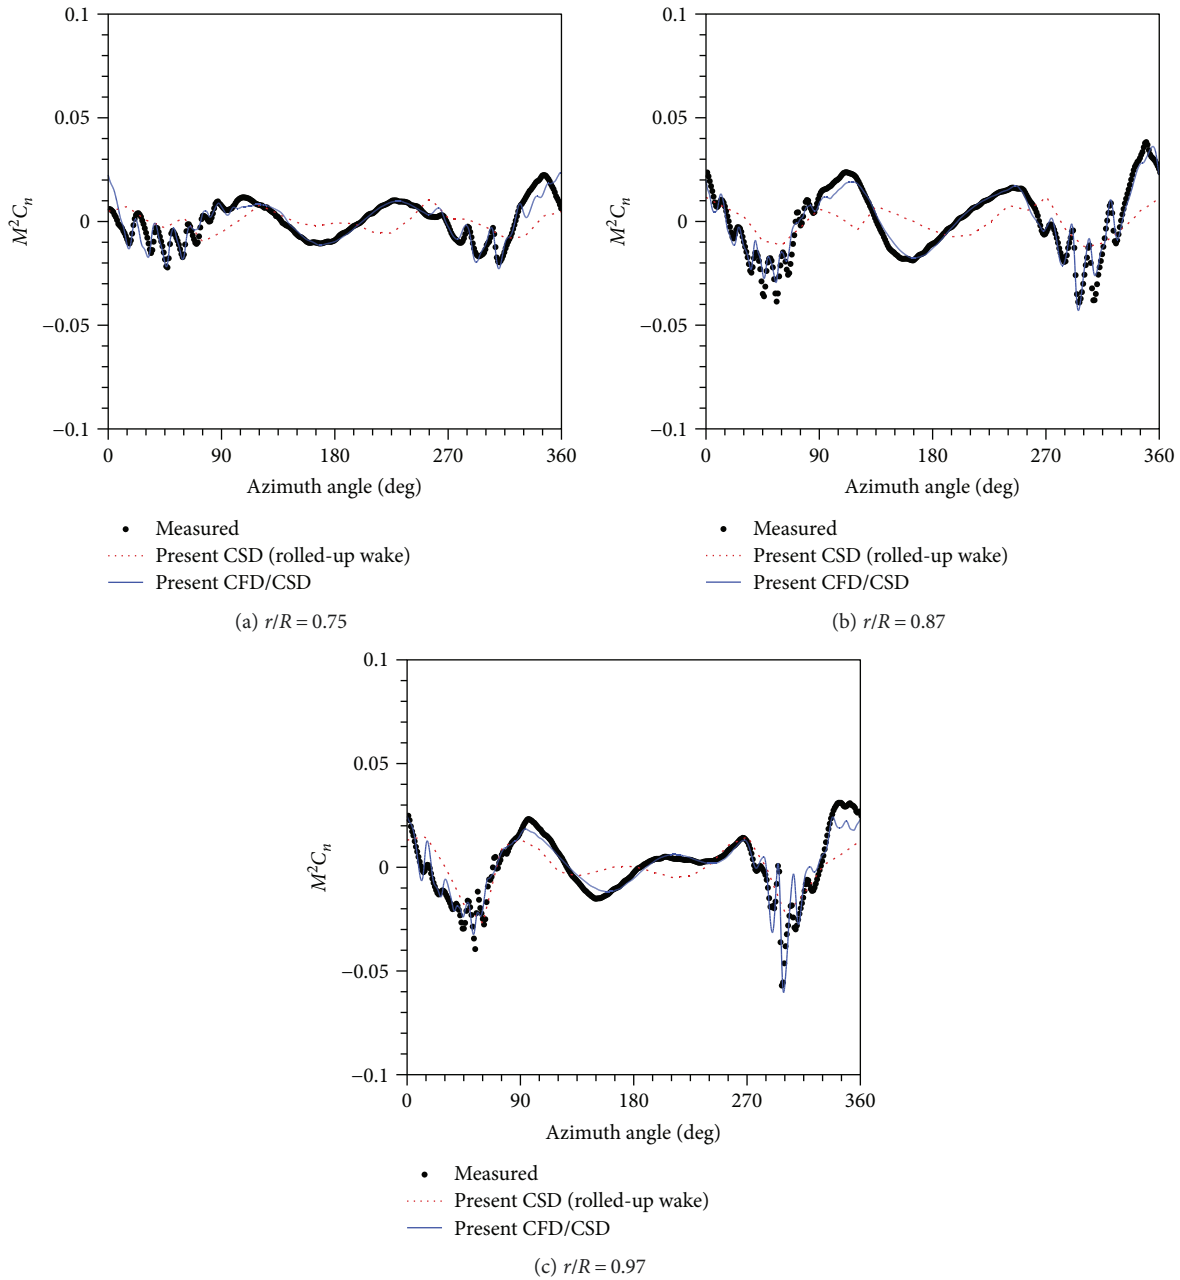 0.1
0.05
0
−0.05
−0.1
M²Cₙ
0 90 180 270 360
Azimuth angle (deg)
Measured
Present CSD (rolled-up wake)
Present CFD/CSD
(a) r/R = 0.75
0.1
0.05
0
−0.05
−0.1
M²Cₙ
0 90 180 270 360
Azimuth angle (deg)
Measured
Present CSD (rolled-up wake)
Present CFD/CSD
(b) r/R = 0.87
0.1
0.05
0
−0.05
−0.1
M²Cₙ
0 90 180 270 360
Azimuth angle (deg)
Measured
Present CSD (rolled-up wake)
Present CFD/CSD
(c) r/R = 0.97